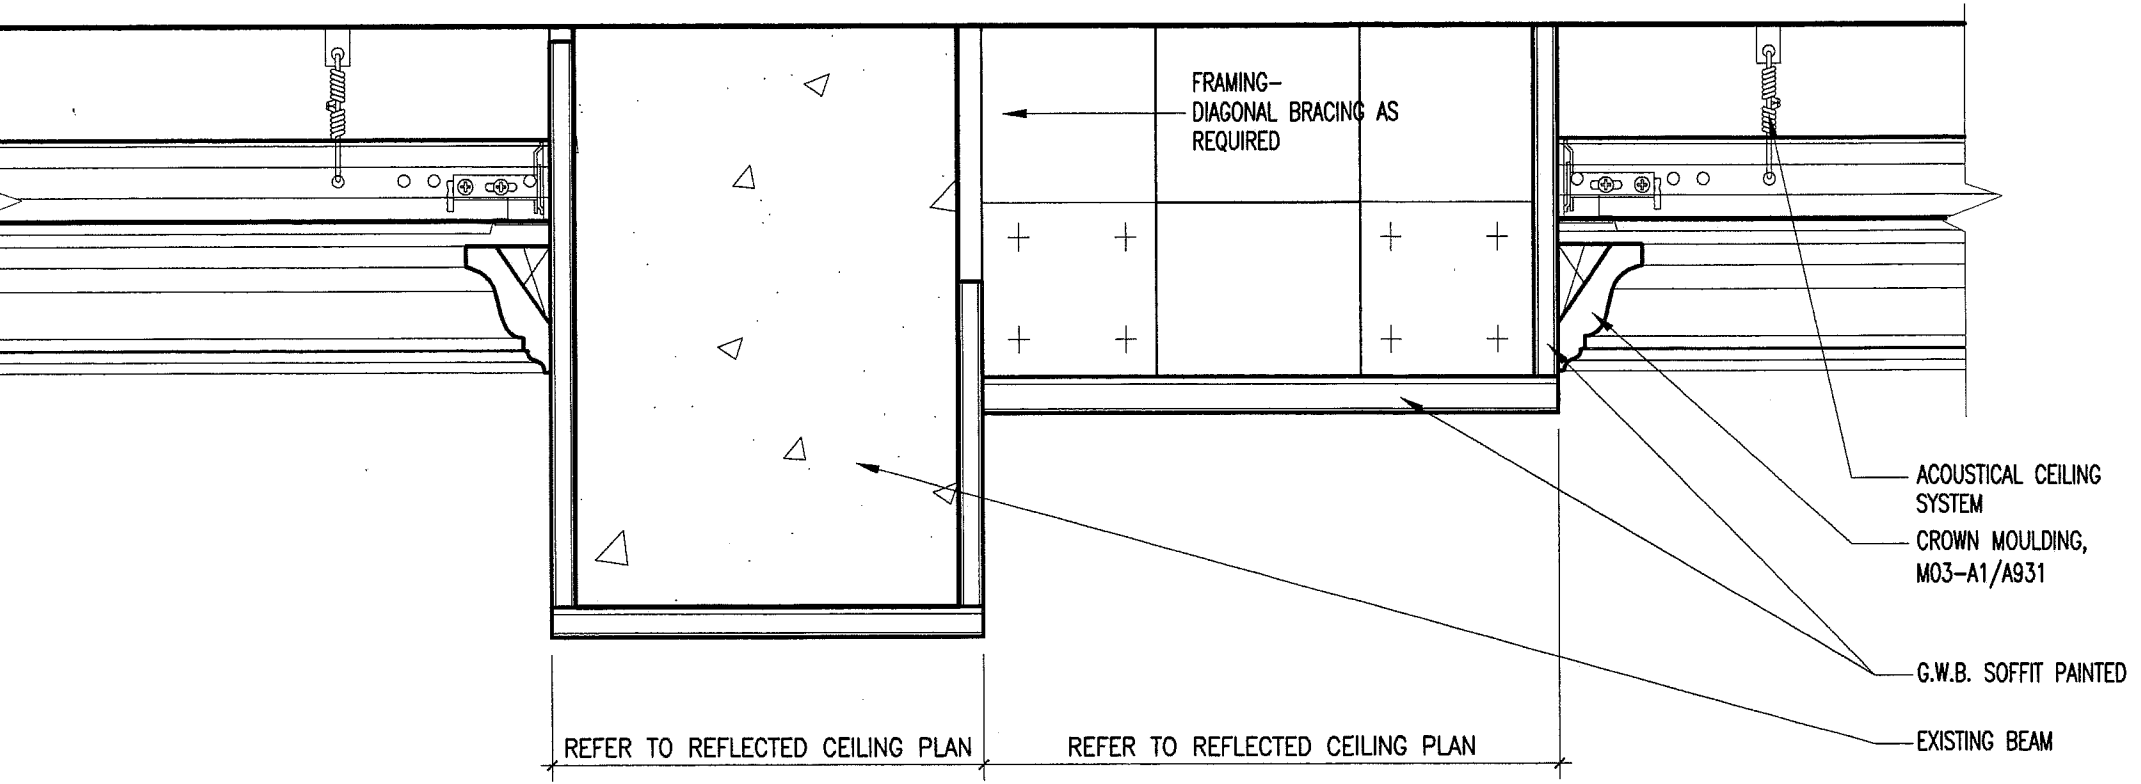 FRAMING-
DIAGONAL BRACING AS
REQUIRED
ACOUSTICAL CEILING
SYSTEM
CROWN MOULDING,
M03-A1/A931
G.W.B. SOFFIT PAINTED
EXISTING BEAM
REFER TO REFLECTED CEILING PLAN
REFER TO REFLECTED CEILING PLAN